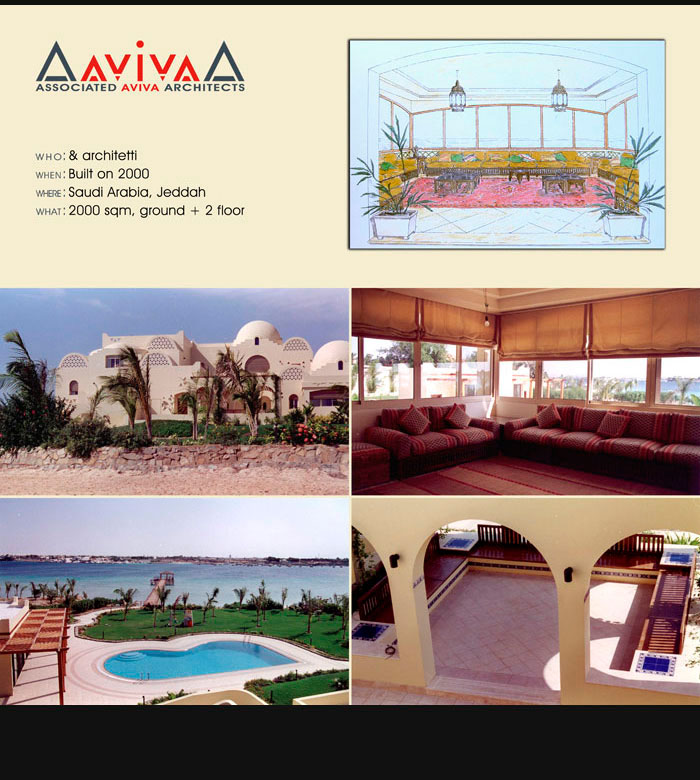 AVIVA
ASSOCIATED AVIVA ARCHITECTS
WHO: & architetti
WHEN: Built on 2000
WHERE: Saudi Arabia, Jeddah
WHAT: 2000 sqm, ground + 2 floor